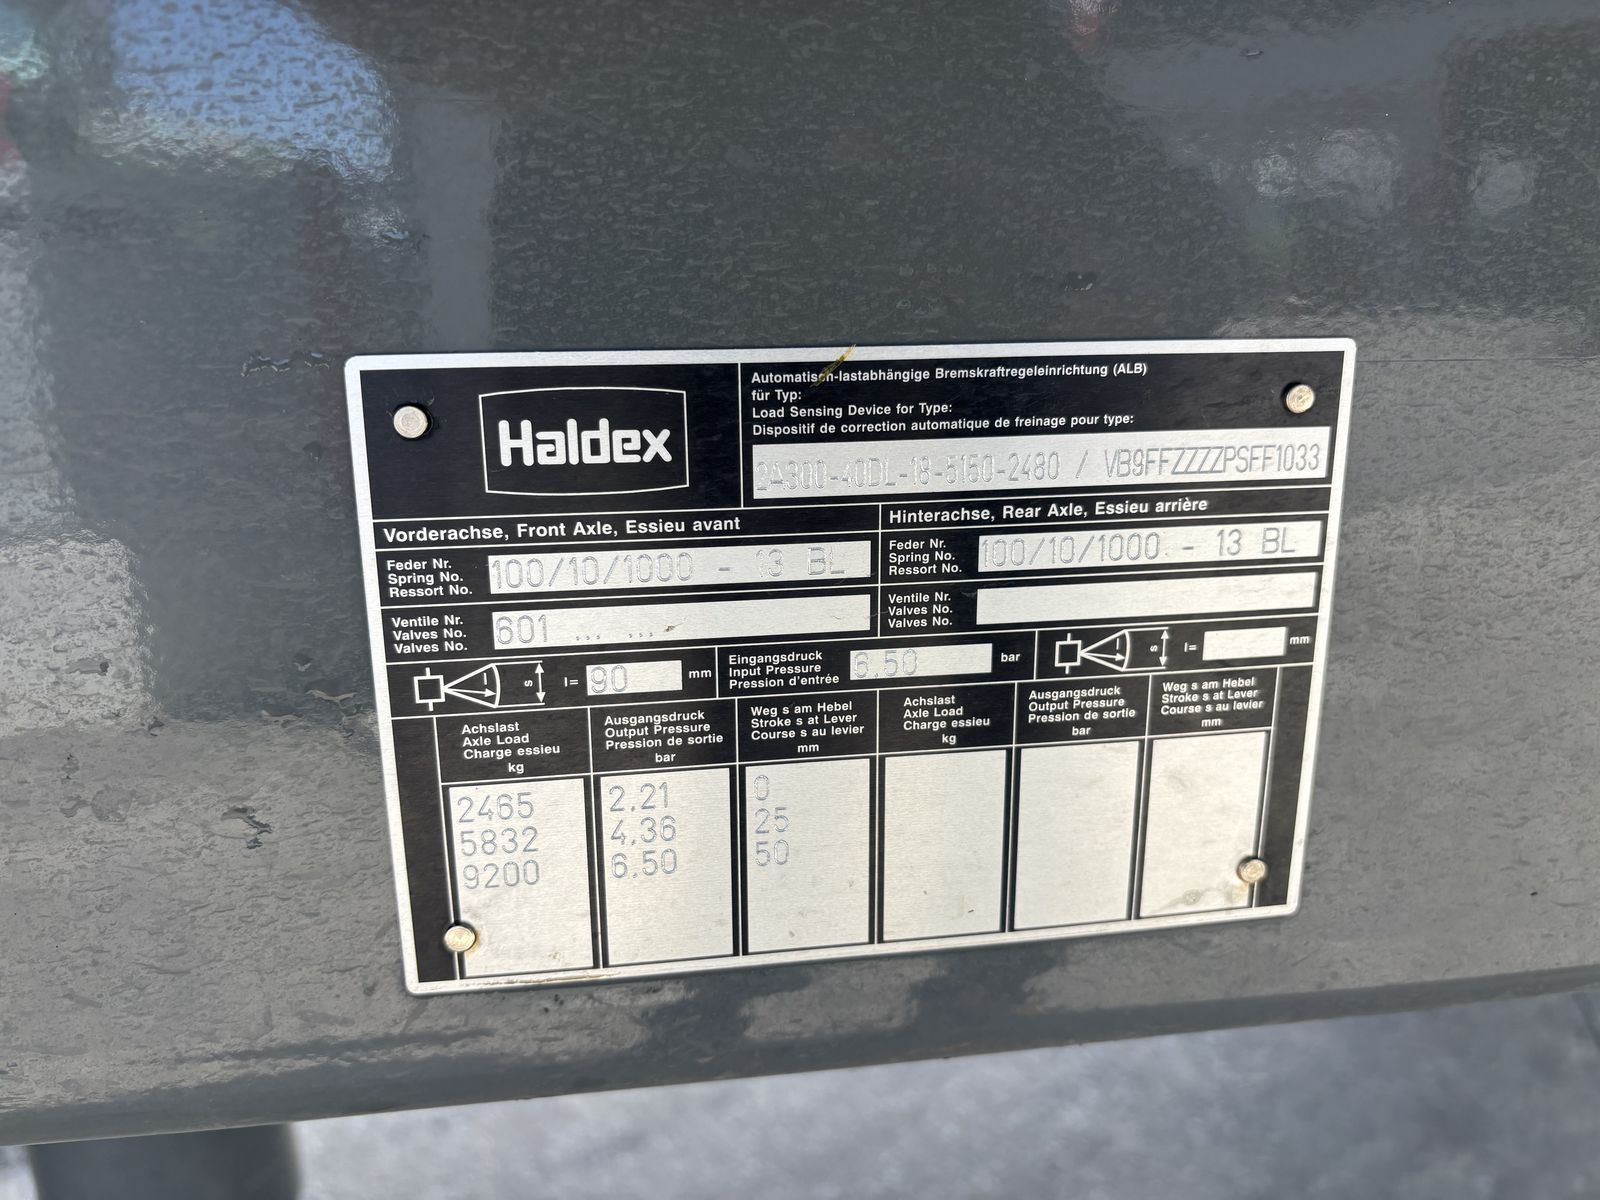 Haldex
Automatisch-lastabhängige Bremskraftregeleinrichtung (ALB)
für Typ:
Load Sensing Device for Type:
Dispositif de correction automatique de freinage pour type:
2A300-40DL-18-5150-2480 / VB9FFZZZZPSFF1033
Vorderachse, Front Axle, Essieu avant
Feder Nr.
Spring No.
Ressort No.
100/10/1000 - 13 BL
Ventile Nr.
Valves No.
Valves No.
601 ... ...
Hinterachse, Rear Axle, Essieu arrière
Feder Nr.
Spring No.
Ressort No.
100/10/1000 - 13 BL
Ventile Nr.
Valves No.
Valves No.
s
l= 90 mm
Eingangsdruck
Input Pressure
Pression d'entrée
6.50 bar
s
l= mm
Achslast
Axle Load
Charge essieu
kg
Ausgangsdruck
Output Pressure
Pression de sortie
bar
Weg s am Hebel
Stroke s at Lever
Course s au levier
mm
Achslast
Axle Load
Charge essieu
kg
Ausgangsdruck
Output Pressure
Pression de sortie
bar
Weg s am Hebel
Stroke s at Lever
Course s au levier
mm
2465 2.21 0
5832 4.36 25
9200 6.50 50